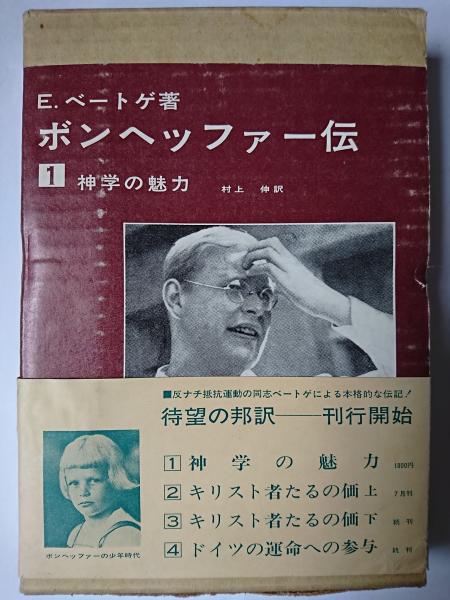 E. ベートゲ著
ボンヘッファー伝
1 神学の魅力 村上 伸訳
■反ナチ抵抗運動の同志ベートゲによる本格的な伝記！
待望の邦訳——刊行開始
1 神学の魅力 1800円
2 キリスト者たるの価 上 7月刊
3 キリスト者たるの価 下 続刊
4 ドイツの運命への参与 続刊
ボンヘッファーの少年時代